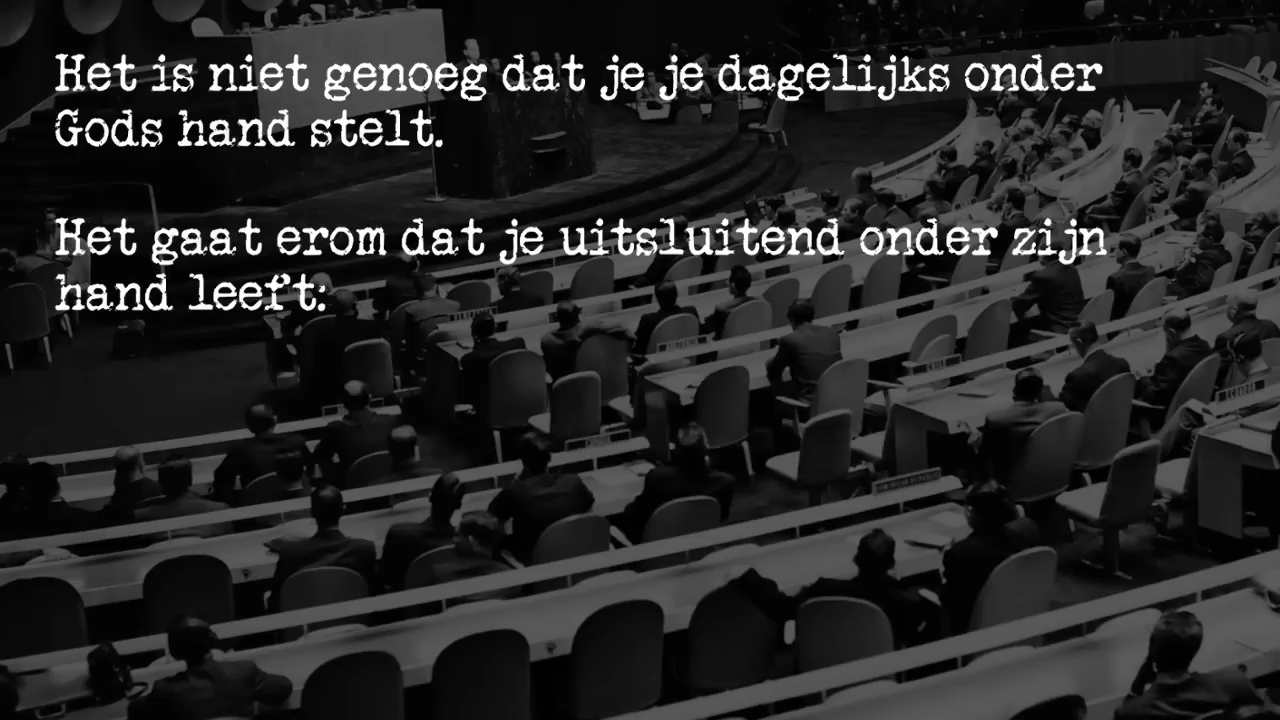 Het is niet genoeg dat je je dagelijks onder
Gods hand stelt.
Het gaat erom dat je uitsluitend onder zijn
hand leeft: